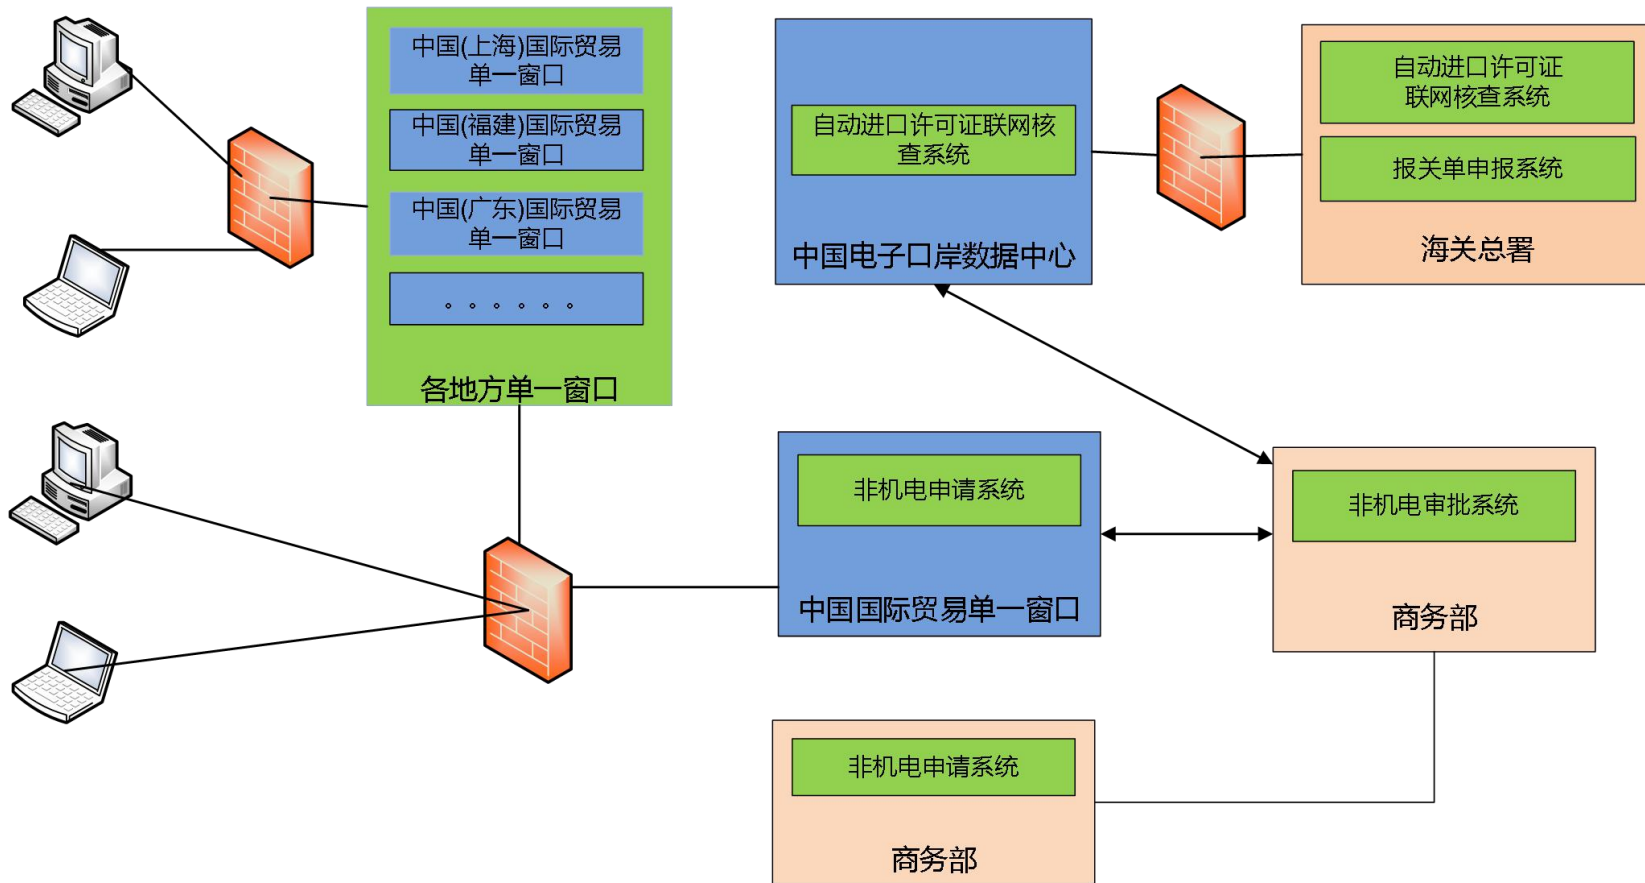 中国(上海)国际贸易
单一窗口
中国(福建)国际贸易
单一窗口
中国(广东)国际贸易
单一窗口
。。。。。。
各地方单一窗口
自动进口许可证联网核
查系统
中国电子口岸数据中心
自动进口许可证
联网核查系统
报关单申报系统
海关总署
非机电申请系统
中国国际贸易单一窗口
非机电审批系统
商务部
非机电申请系统
商务部